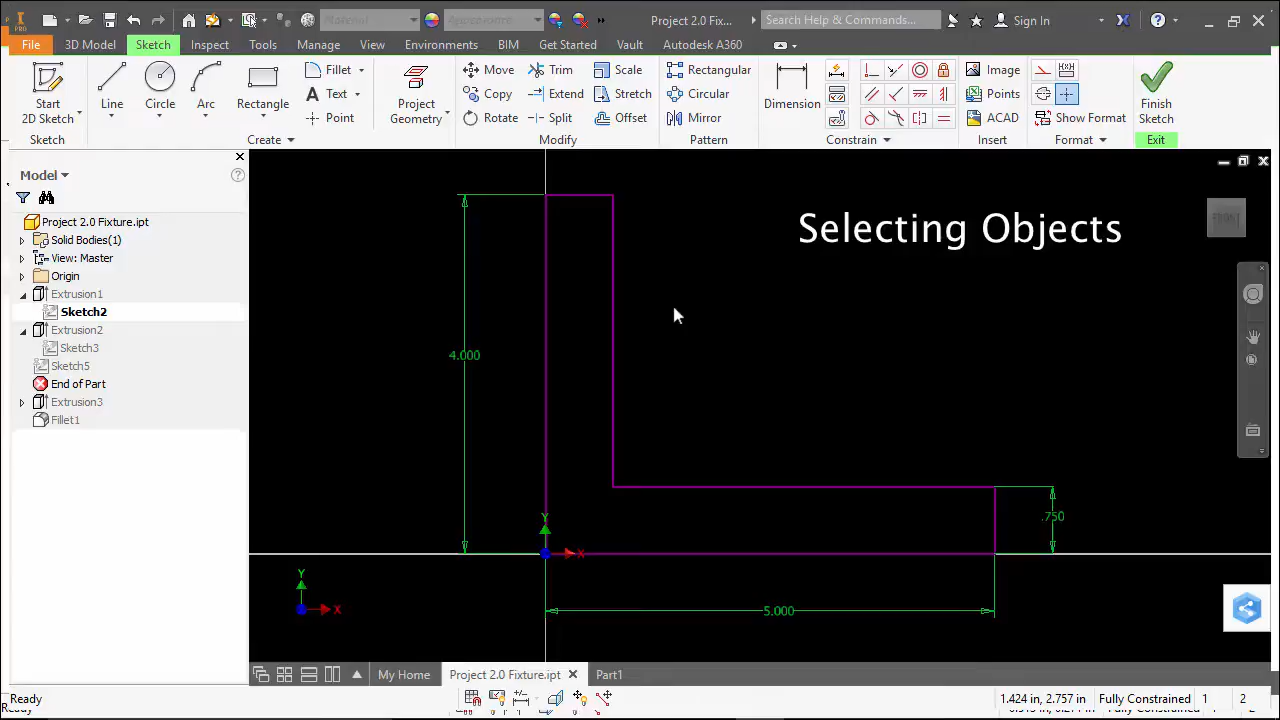 Material
Appearance
Project 2.0 Fix...
Search Help & Commands...
Sign In
PRO
File
3D Model
Sketch
Inspect
Tools
Manage
View
Environments
BIM
Get Started
Vault
Autodesk A360
Start
2D Sketch
Line
Circle
Arc
Rectangle
Fillet
Text
Point
Project
Geometry
Move
Copy
Rotate
Trim
Extend
Split
Scale
Stretch
Offset
Rectangular
Circular
Mirror
Dimension
Image
Points
ACAD
Show Format
Finish
Sketch
Sketch
Create
Modify
Pattern
Constrain
Insert
Format
Exit
Model
Project 2.0 Fixture.ipt
Solid Bodies(1)
View: Master
Origin
Extrusion1
Sketch2
Extrusion2
Sketch3
Sketch5
End of Part
Extrusion3
Fillet1
Selecting Objects
FRONT
4.000
.750
5.000
Y
X
Y
X
My Home
Project 2.0 Fixture.ipt
Part1
Ready
1.424 in, 2.757 in
Fully Constrained
1
2